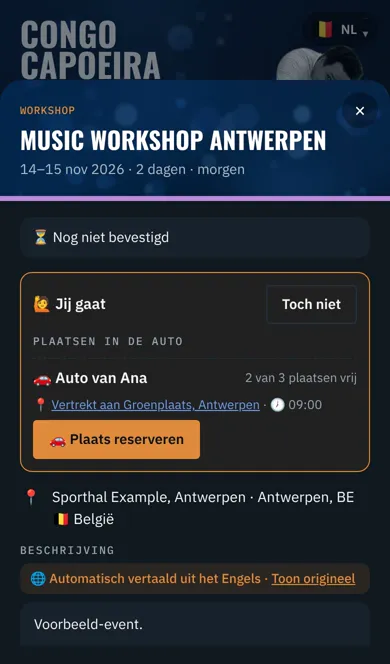 CONGO
🇧🇪 NL ▾
CAPOEIRA
WORKSHOP
✕
MUSIC WORKSHOP ANTWERPEN
14–15 nov 2026 · 2 dagen · morgen
⏳ Nog niet bevestigd
🙋 Jij gaat
Toch niet
PLAATSEN IN DE AUTO
🚗 Auto van Ana
2 van 3 plaatsen vrij
📍 Vertrekt aan Groenplaats, Antwerpen · 🕘 09:00
🚗 Plaats reserveren
📍 Sporthal Example, Antwerpen · Antwerpen, BE
🇧🇪 België
BESCHRIJVING
🌐 Automatisch vertaald uit het Engels · Toon origineel
Voorbeeld-event.